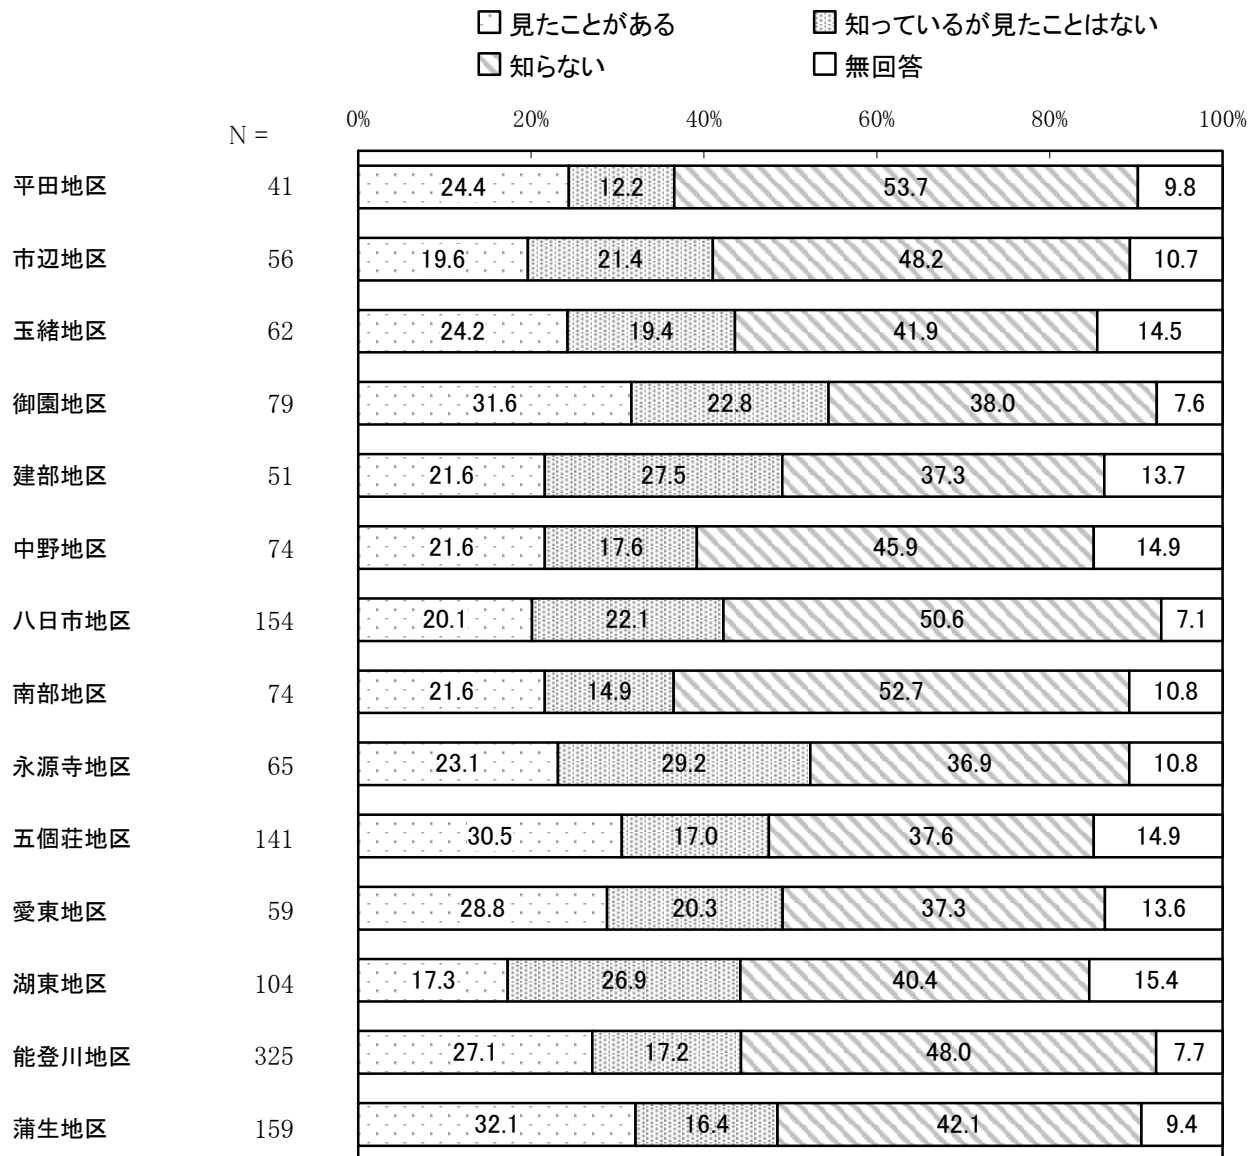 見たことがある 知っているが見たことはない
知らない 無回答
N = 0% 20% 40% 60% 80% 100%
平田地区 41 24.4 12.2 53.7 9.8
市辺地区 56 19.6 21.4 48.2 10.7
玉緒地区 62 24.2 19.4 41.9 14.5
御園地区 79 31.6 22.8 38.0 7.6
建部地区 51 21.6 27.5 37.3 13.7
中野地区 74 21.6 17.6 45.9 14.9
八日市地区 154 20.1 22.1 50.6 7.1
南部地区 74 21.6 14.9 52.7 10.8
永源寺地区 65 23.1 29.2 36.9 10.8
五個荘地区 141 30.5 17.0 37.6 14.9
愛東地区 59 28.8 20.3 37.3 13.6
湖東地区 104 17.3 26.9 40.4 15.4
能登川地区 325 27.1 17.2 48.0 7.7
蒲生地区 159 32.1 16.4 42.1 9.4